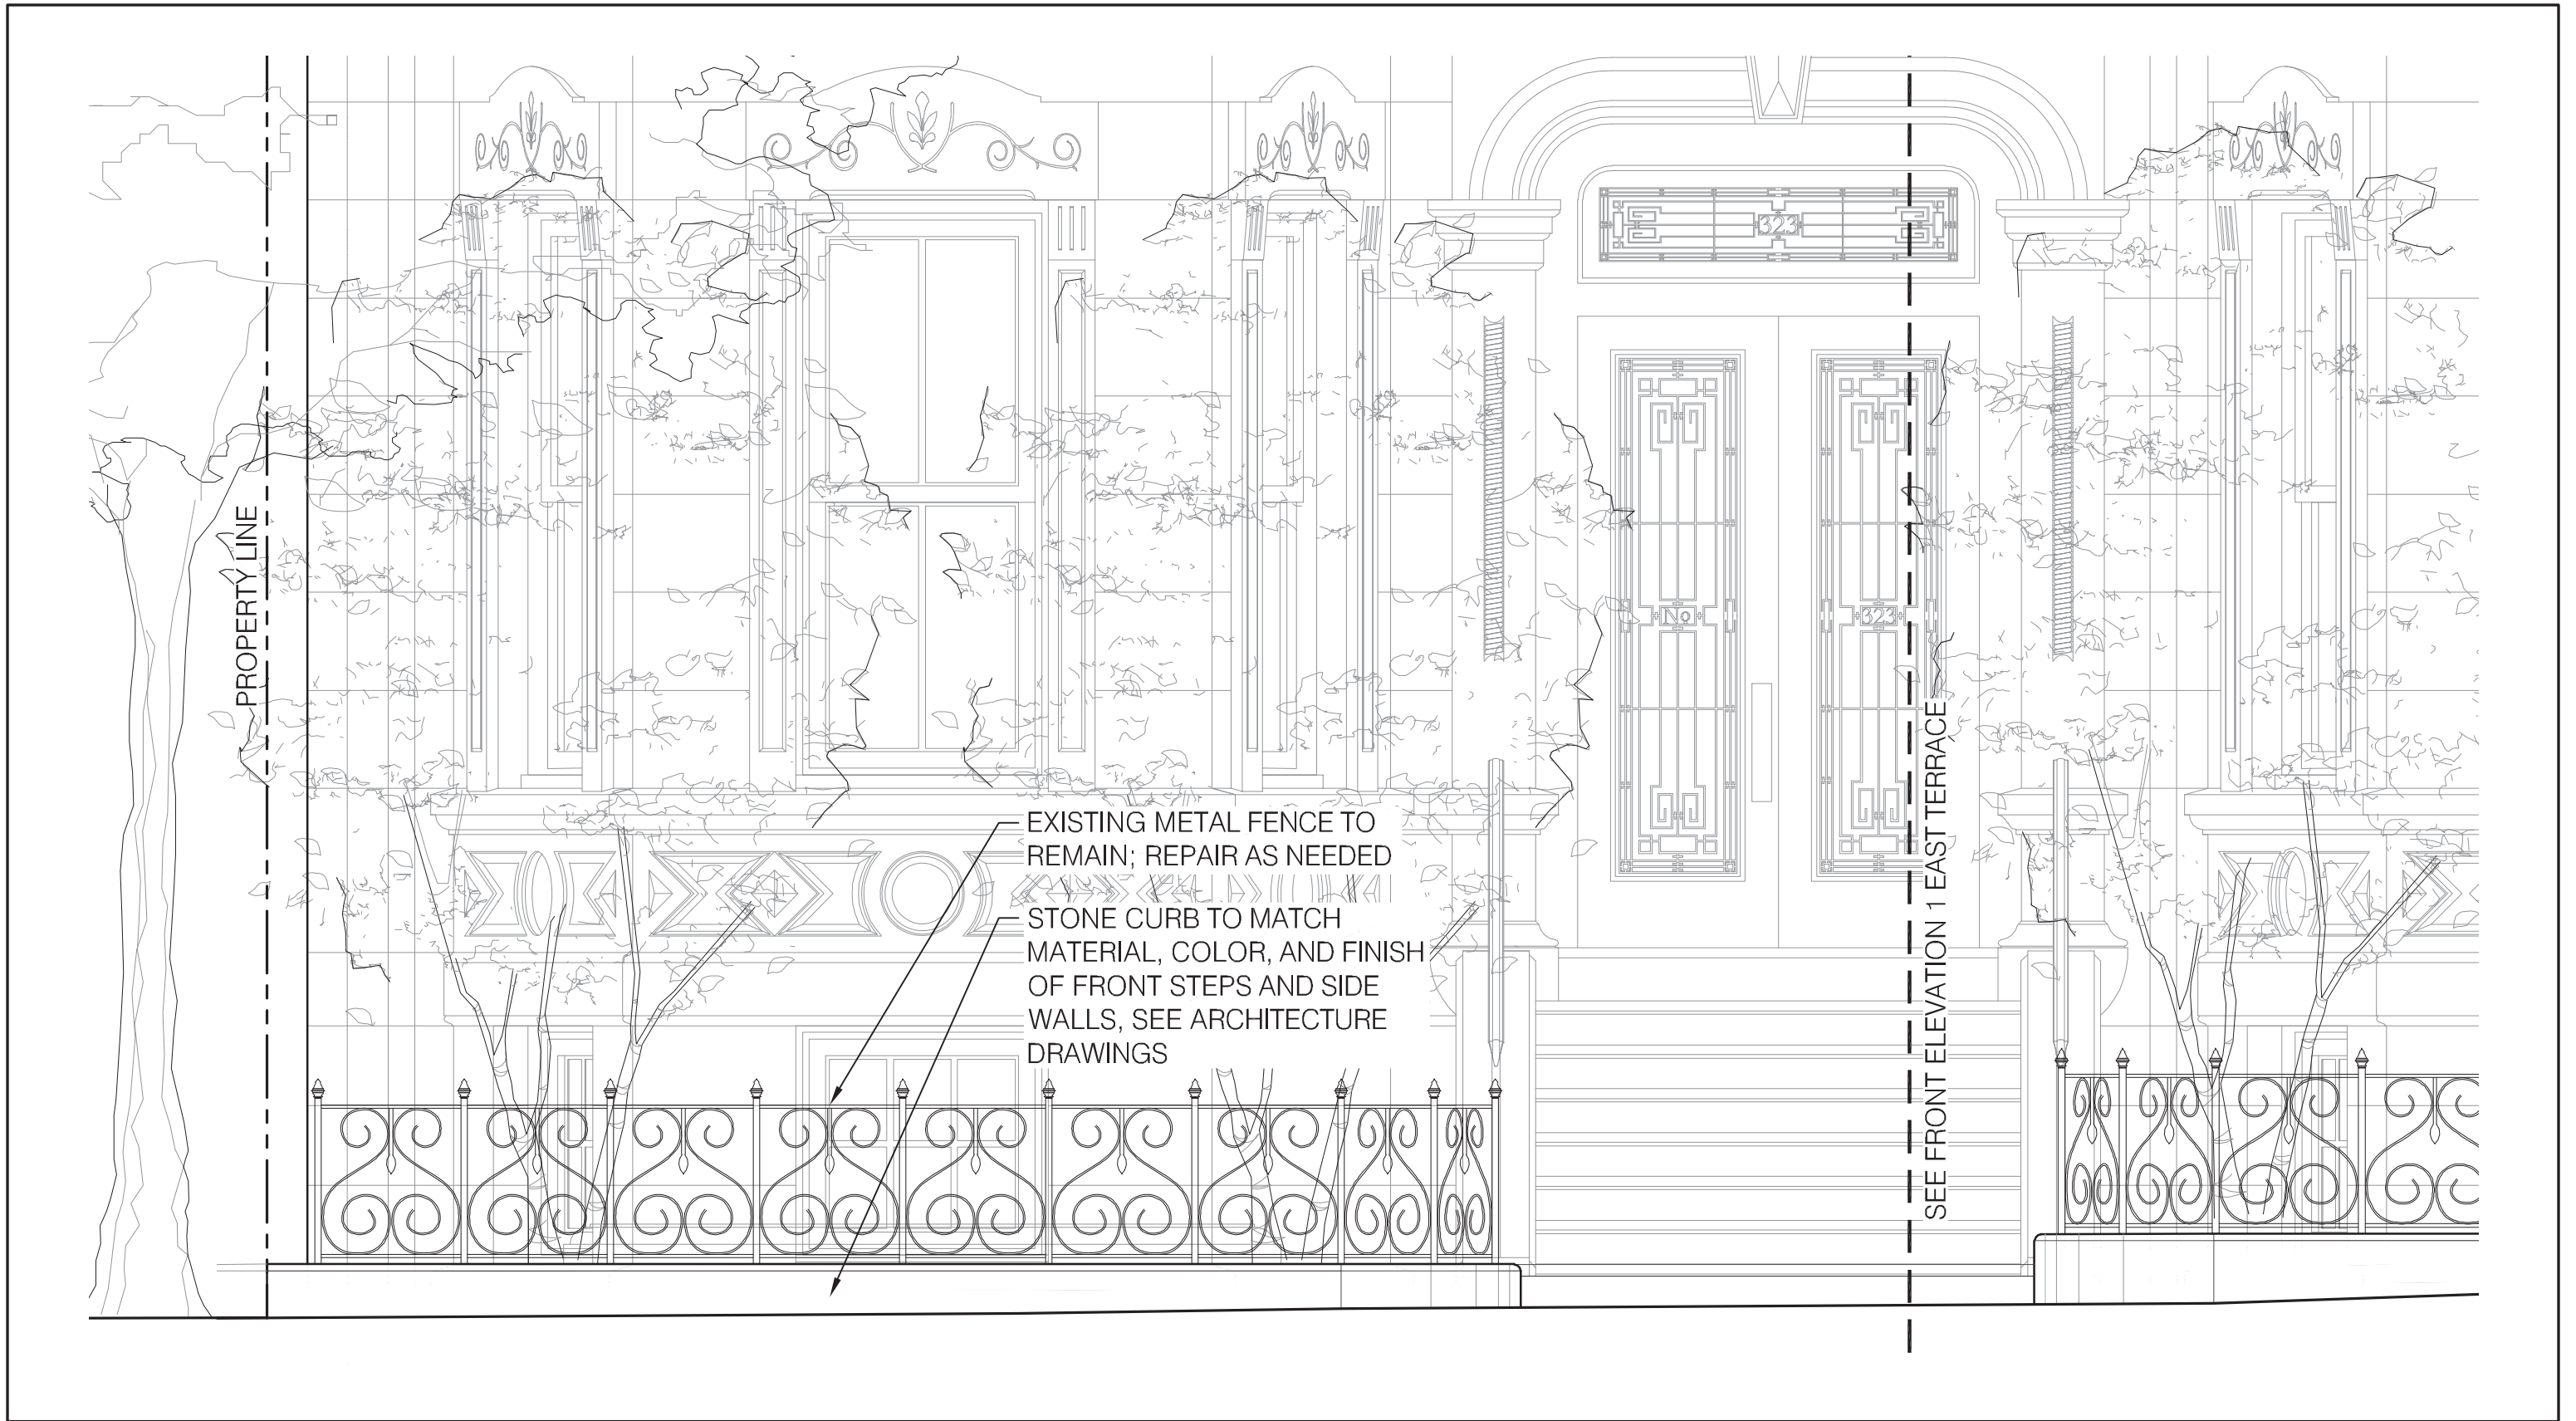 323
PROPERTY LINE
No
323
SEE FRONT ELEVATION 1 EAST TERRACE
EXISTING METAL FENCE TO
REMAIN; REPAIR AS NEEDED
STONE CURB TO MATCH
MATERIAL, COLOR, AND FINISH
OF FRONT STEPS AND SIDE
WALLS, SEE ARCHITECTURE
DRAWINGS